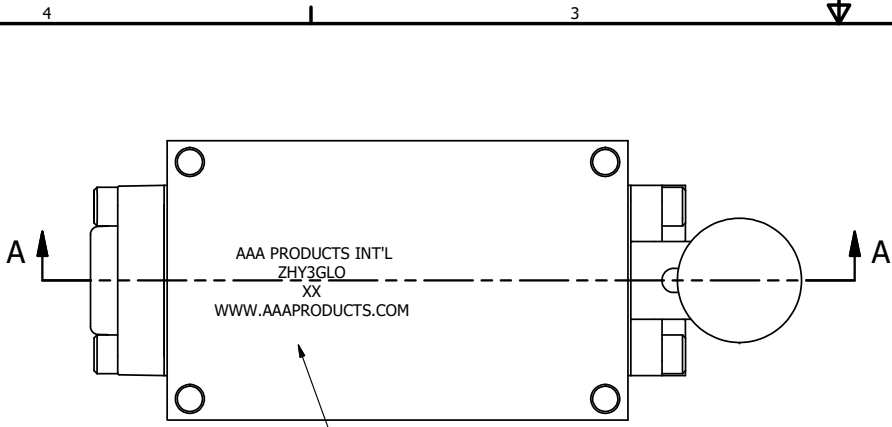 4 3
A A
AAA PRODUCTS INT'L
ZHY3GLO
XX
WWW.AAAPRODUCTS.COM